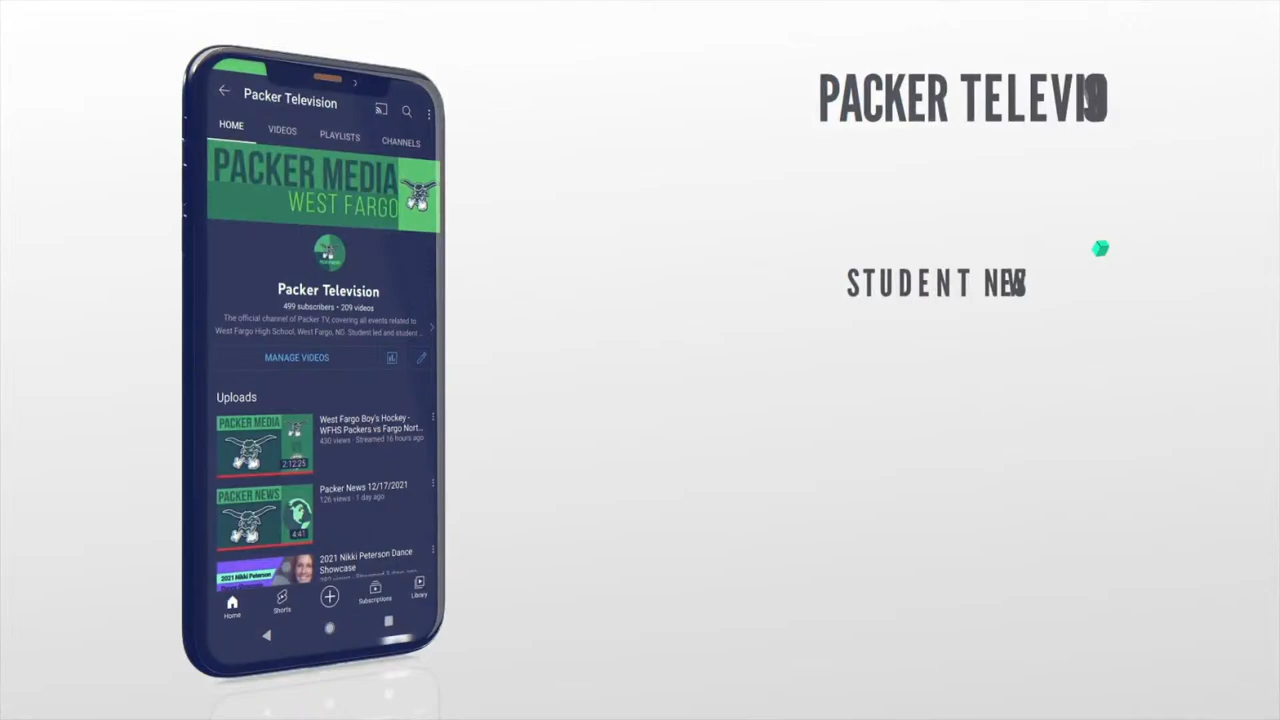 Packer Television
HOME VIDEOS PLAYLISTS CHANNELS
PACKER MEDIA
WEST FARGO
Packer Television
499 subscribers • 209 videos
The official channel of Packer TV, covering all events related to
West Fargo High School, West Fargo, ND. Student led and student ...
MANAGE VIDEOS
Uploads
PACKER MEDIA
2:12:25
West Fargo Boy's Hockey -
WFHS Packers vs Fargo Nort...
430 views · Streamed 16 hours ago
PACKER NEWS
4:41
Packer News 12/17/2021
126 views · 1 day ago
2021 Nikki Peterson
2021 Nikki Peterson Dance
Showcase
Home Shorts Subscriptions Library
PACKER TELEVI
STUDENT NEW